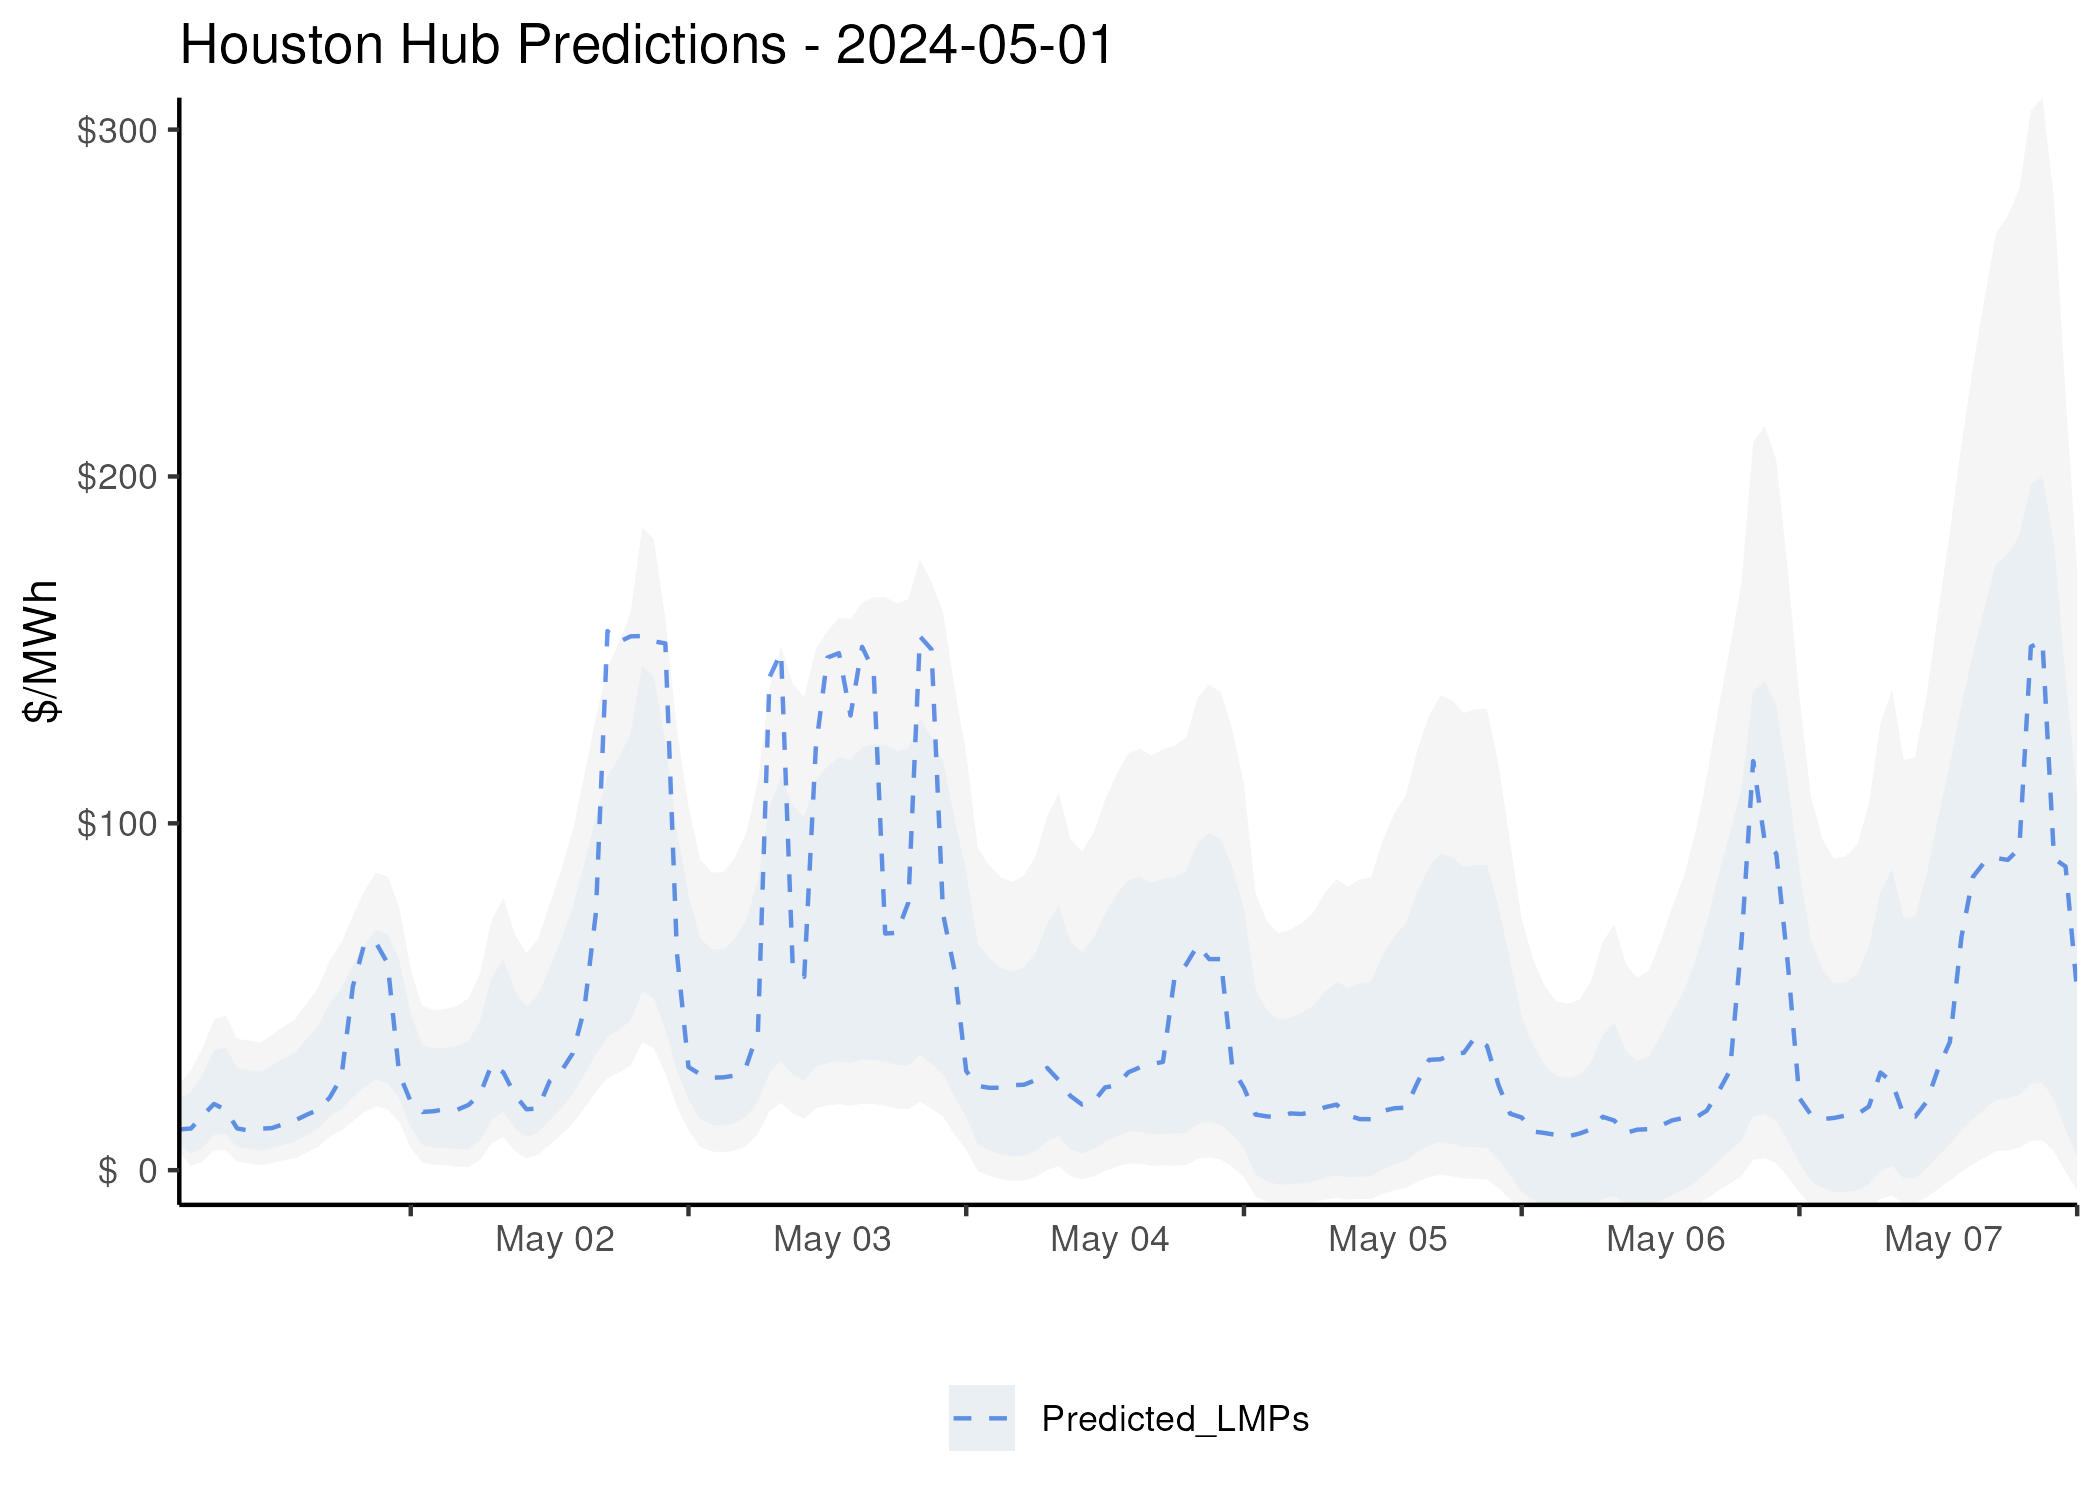 Houston Hub Predictions - 2024-05-01
$300
$200
$100
$  0
$/MWh
May 02
May 03
May 04
May 05
May 06
May 07
Predicted_LMPs